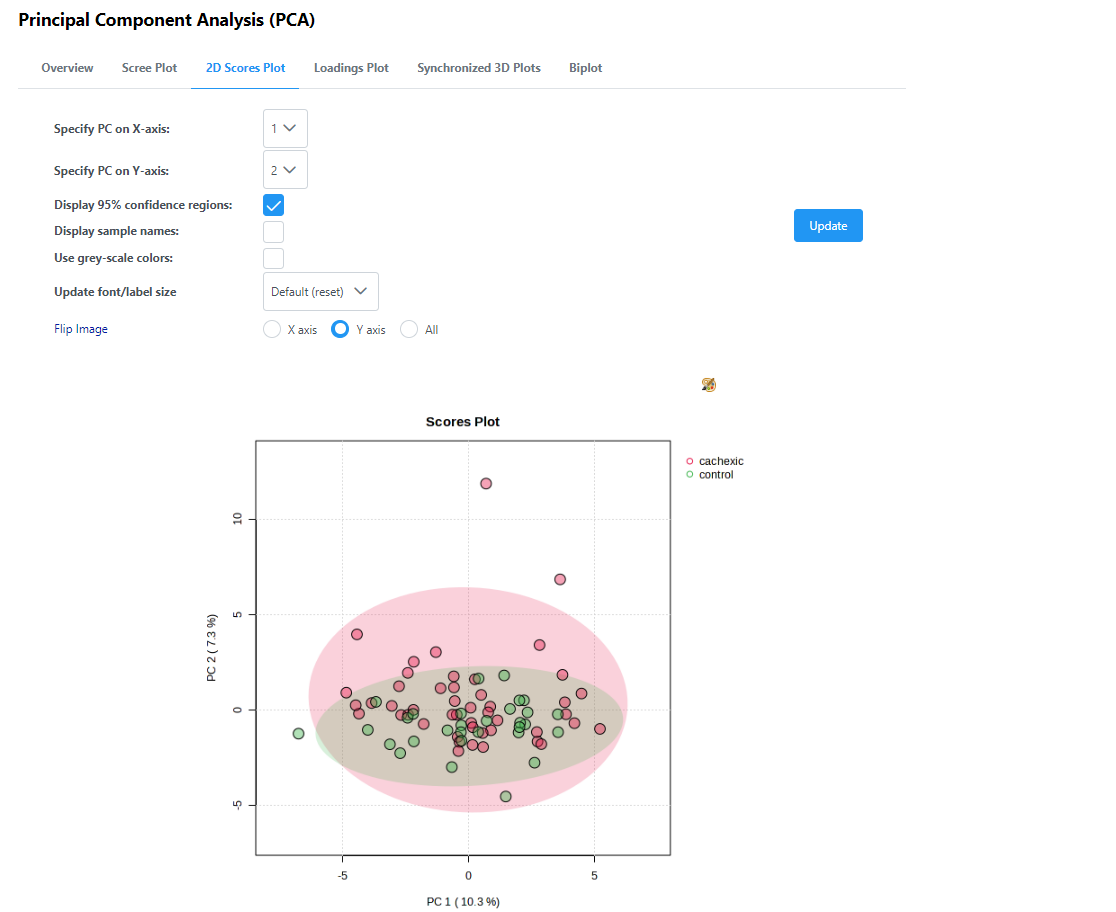 Principal Component Analysis (PCA)
Overview Scree Plot 2D Scores Plot Loadings Plot Synchronized 3D Plots Biplot
Specify PC on X-axis: 1
Specify PC on Y-axis: 2
Display 95% confidence regions:
Update
Display sample names:
Use grey-scale colors:
Update font/label size Default (reset)
Flip Image X axis Y axis All
Scores Plot
cachexic
control
10
5
0
-5
PC 2 ( 7.3 %)
-5 0 5
PC 1 ( 10.3 %)